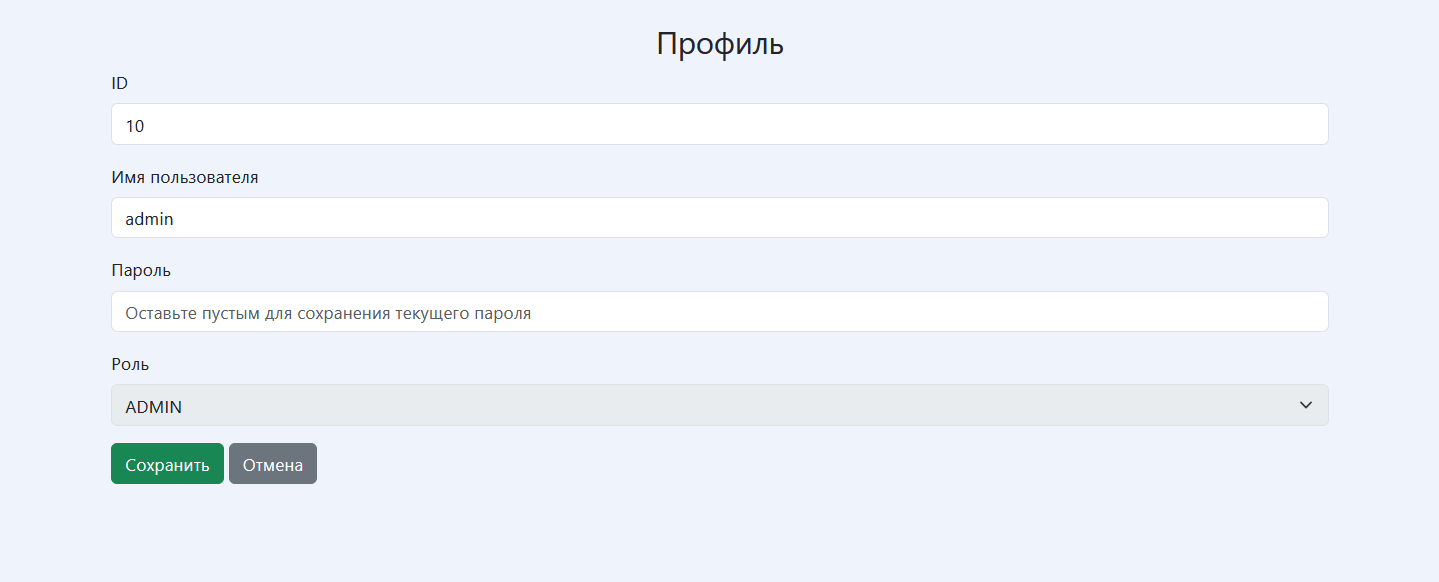 Профиль
ID
10
Имя пользователя
admin
Пароль
Оставьте пустым для сохранения текущего пароля
Роль
ADMIN
Сохранить Отмена